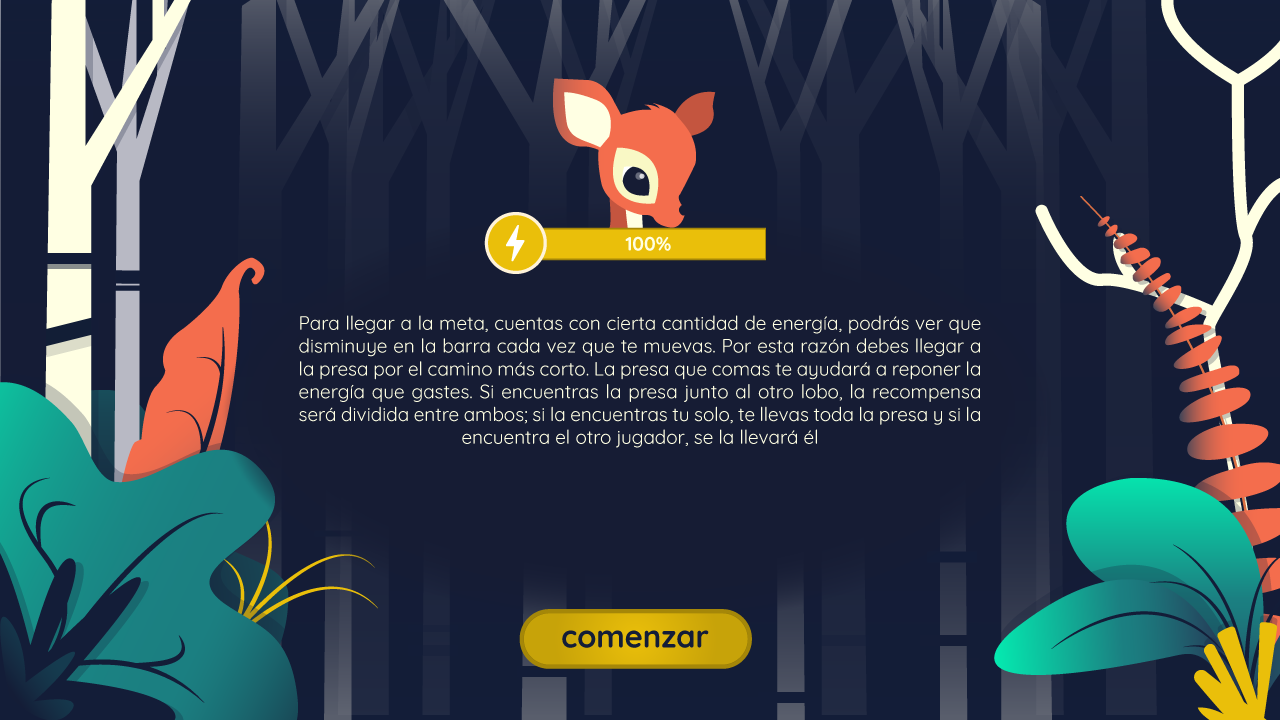 100%
Para llegar a la meta, cuentas con cierta cantidad de energía, podrás ver que
disminuye en la barra cada vez que te muevas. Por esta razón debes llegar a
la presa por el camino más corto. La presa que comas te ayudará a reponer la
energía que gastes. Si encuentras la presa junto al otro lobo, la recompensa
será dividida entre ambos; si la encuentras tu solo, te llevas toda la presa y si la
encuentra el otro jugador, se la llevará él
comenzar